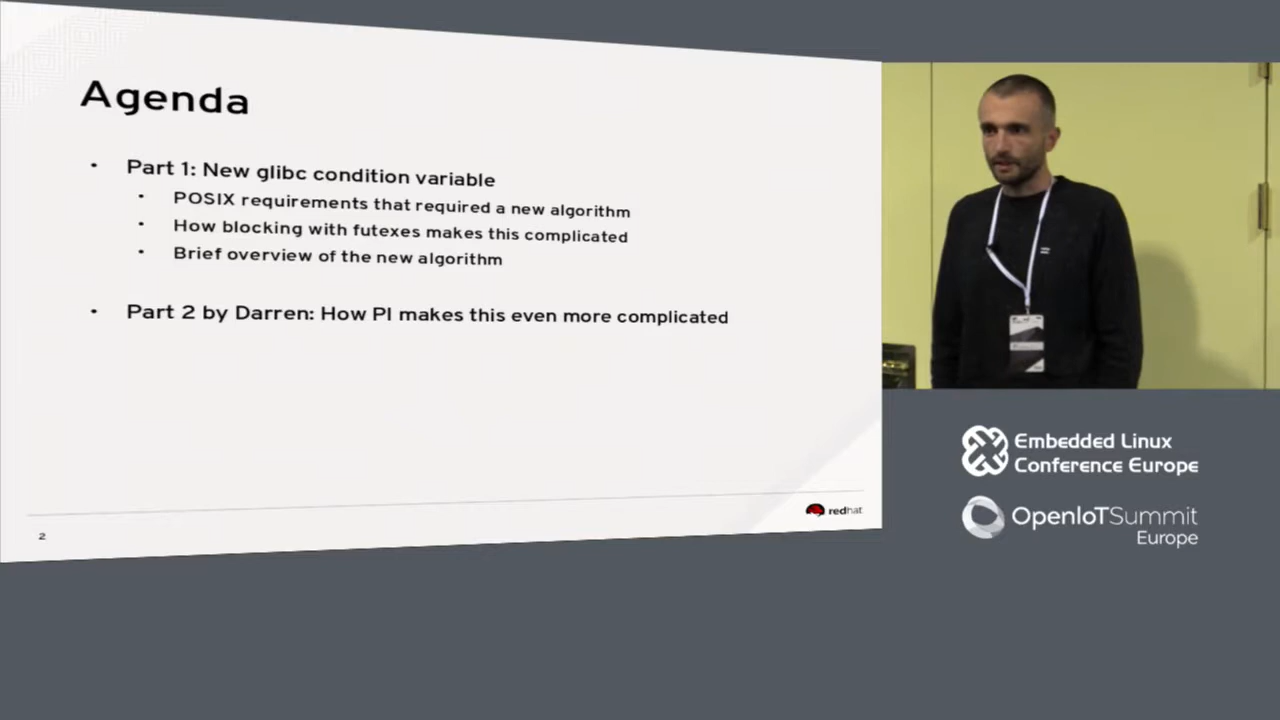 Agenda
• Part 1: New glibc condition variable
• POSIX requirements that required a new algorithm
• How blocking with futexes makes this complicated
• Brief overview of the new algorithm
• Part 2 by Darren: How PI makes this even more complicated
redhat
2
Embedded Linux
Conference Europe
OpenIoTSummit
Europe